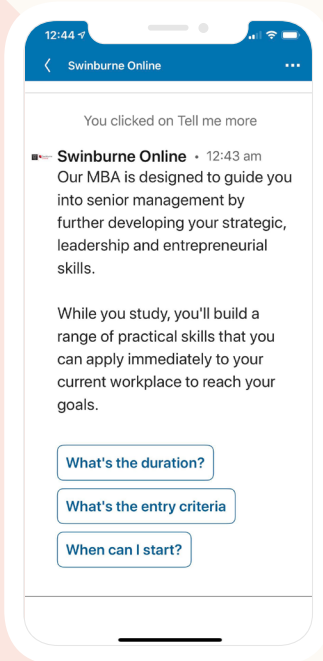 12:44
Swinburne Online
You clicked on Tell me more
Swinburne Online • 12:43 am
Our MBA is designed to guide you
into senior management by
further developing your strategic,
leadership and entrepreneurial
skills.
While you study, you'll build a
range of practical skills that you
can apply immediately to your
current workplace to reach your
goals.
What's the duration?
What's the entry criteria
When can I start?